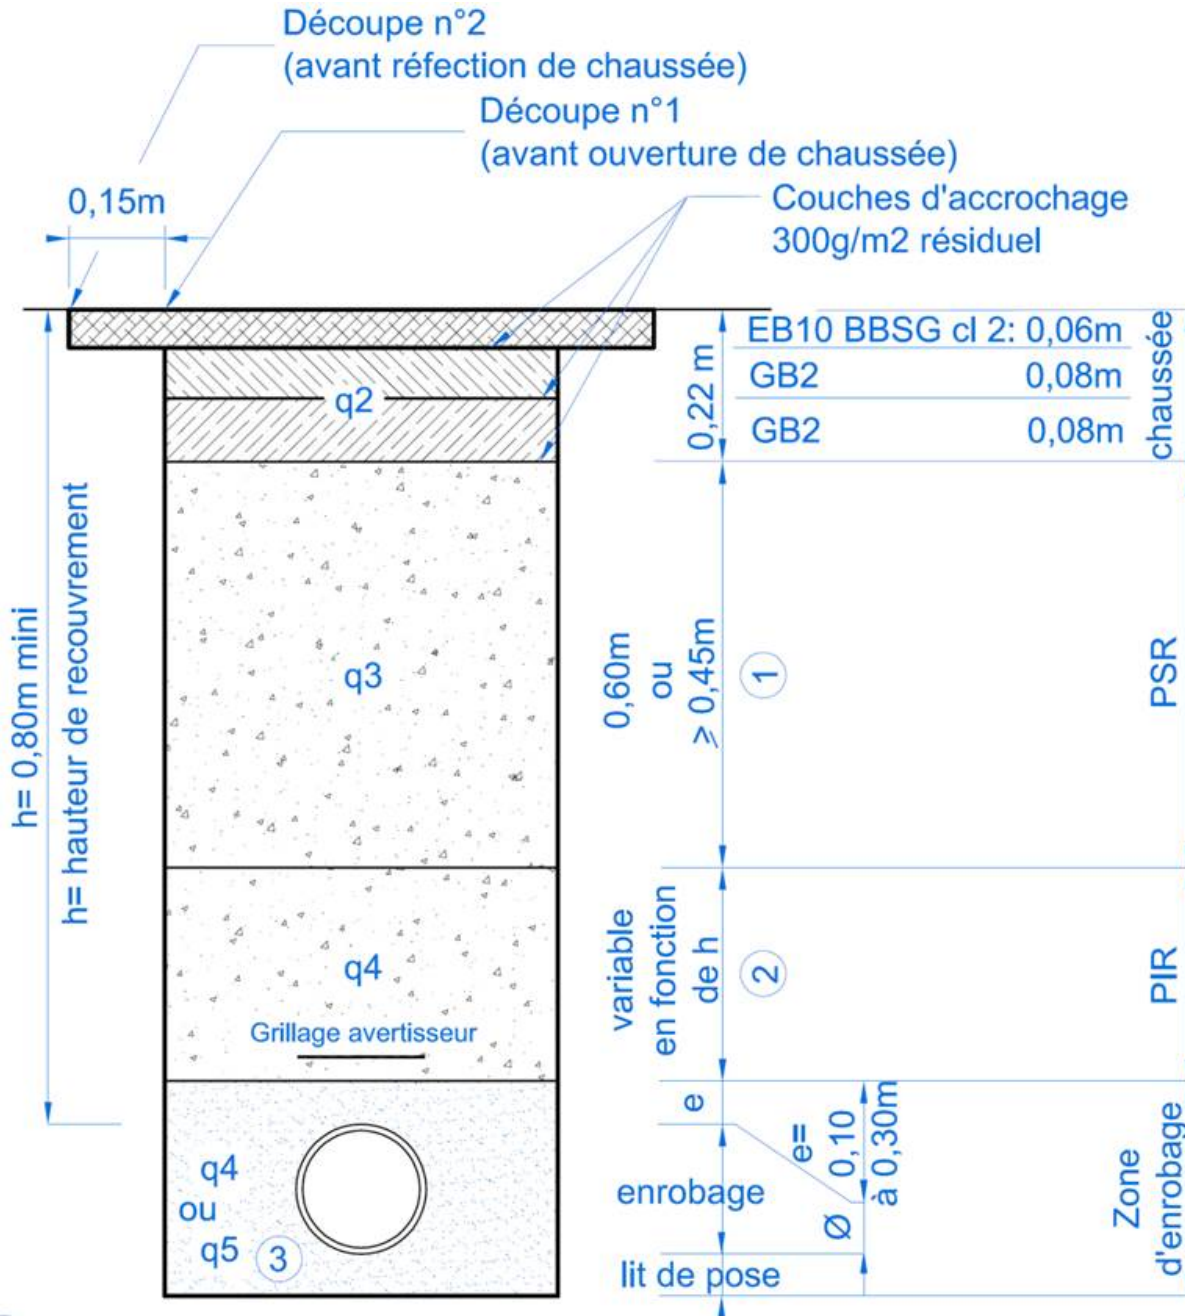 Découpe n°2
(avant réfection de chaussée)
Découpe n°1
(avant ouverture de chaussée)
0,15m
Couches d'accrochage
300g/m2 résiduel
EB10 BBSG cl 2: 0,06m
GB2 0,08m
GB2 0,08m
0,22 m
chaussée
q2
h= 0,80m mini
h= hauteur de recouvrement
q3
0,60m
ou
⩾ 0,45m
1
PSR
q4
Grillage avertisseur
variable
en fonction
de h
2
PIR
q4
ou
q5
3
e
enrobage
lit de pose
e=
0,10
à 0,30m
Ø
Zone
d'enrobage